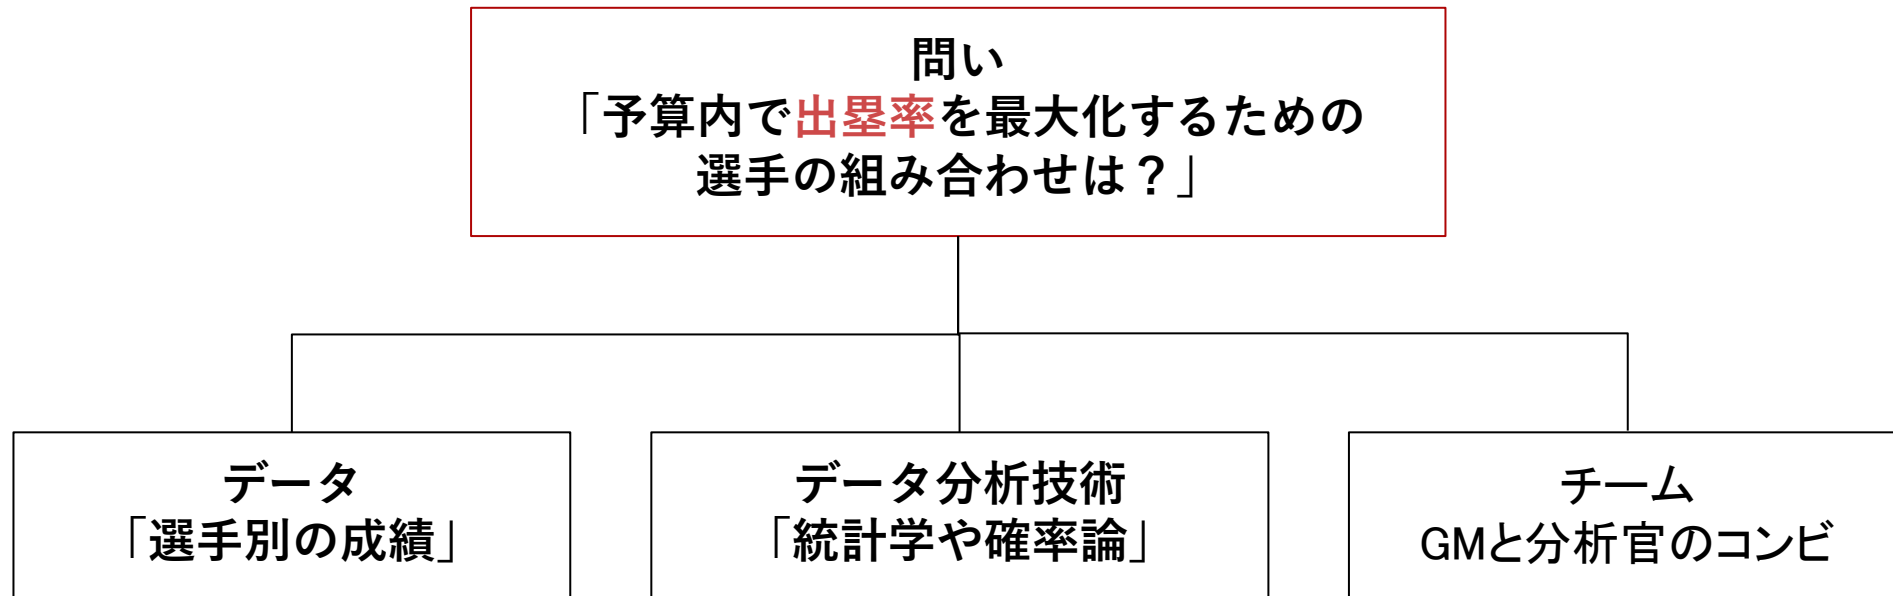 問い
「予算内で出塁率を最大化するための
選手の組み合わせは？」
データ
「選手別の成績」
データ分析技術
「統計学や確率論」
チーム
GMと分析官のコンビ